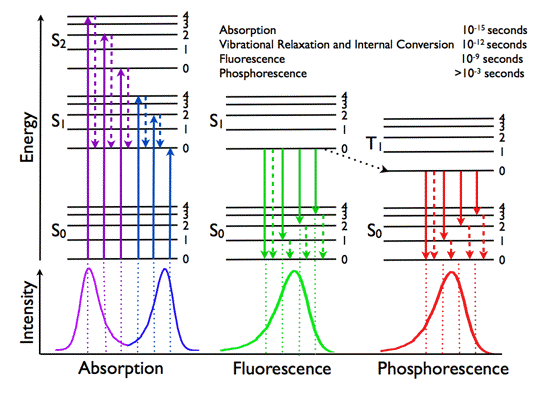 Absorption 10-15 seconds
Vibrational Relaxation and Internal Conversion 10-12 seconds
Fluorescence 10-9 seconds
Phosphorescence >10-3 seconds
Energy
S2
4
3
2
1
0
S1
4
3
2
1
0
S0
4
3
2
1
0
S1
4
3
2
1
0
S0
4
3
2
1
0
T1
4
3
2
1
0
S0
4
3
2
1
0
Intensity
Absorption
Fluorescence
Phosphorescence